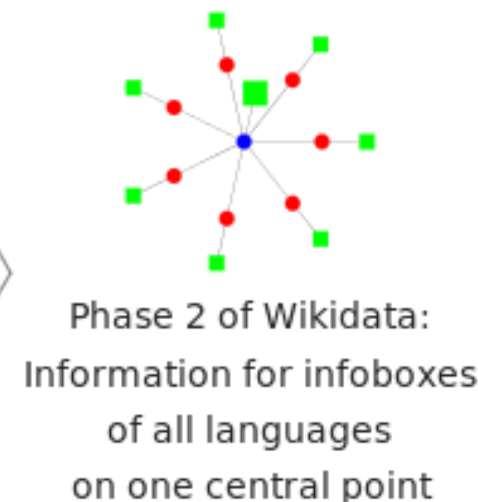 Phase 2 of Wikidata:
Information for infoboxes
of all languages
on one central point